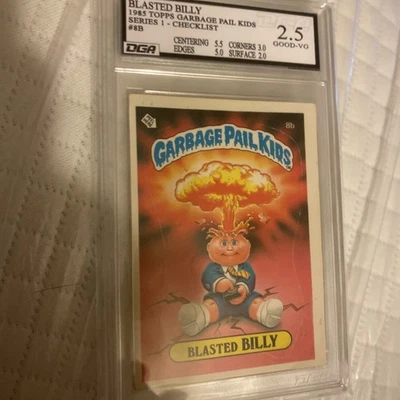 BLASTED BILLY
1985 TOPPS GARBAGE PAIL KIDS
SERIES 1 - CHECKLIST
#8B
DGA
CENTERING 5.5 CORNERS 3.0
EDGES 5.0 SURFACE 2.0
2.5
GOOD-VG
8b
GARBAGE PAIL KIDS
BLASTED BILLY